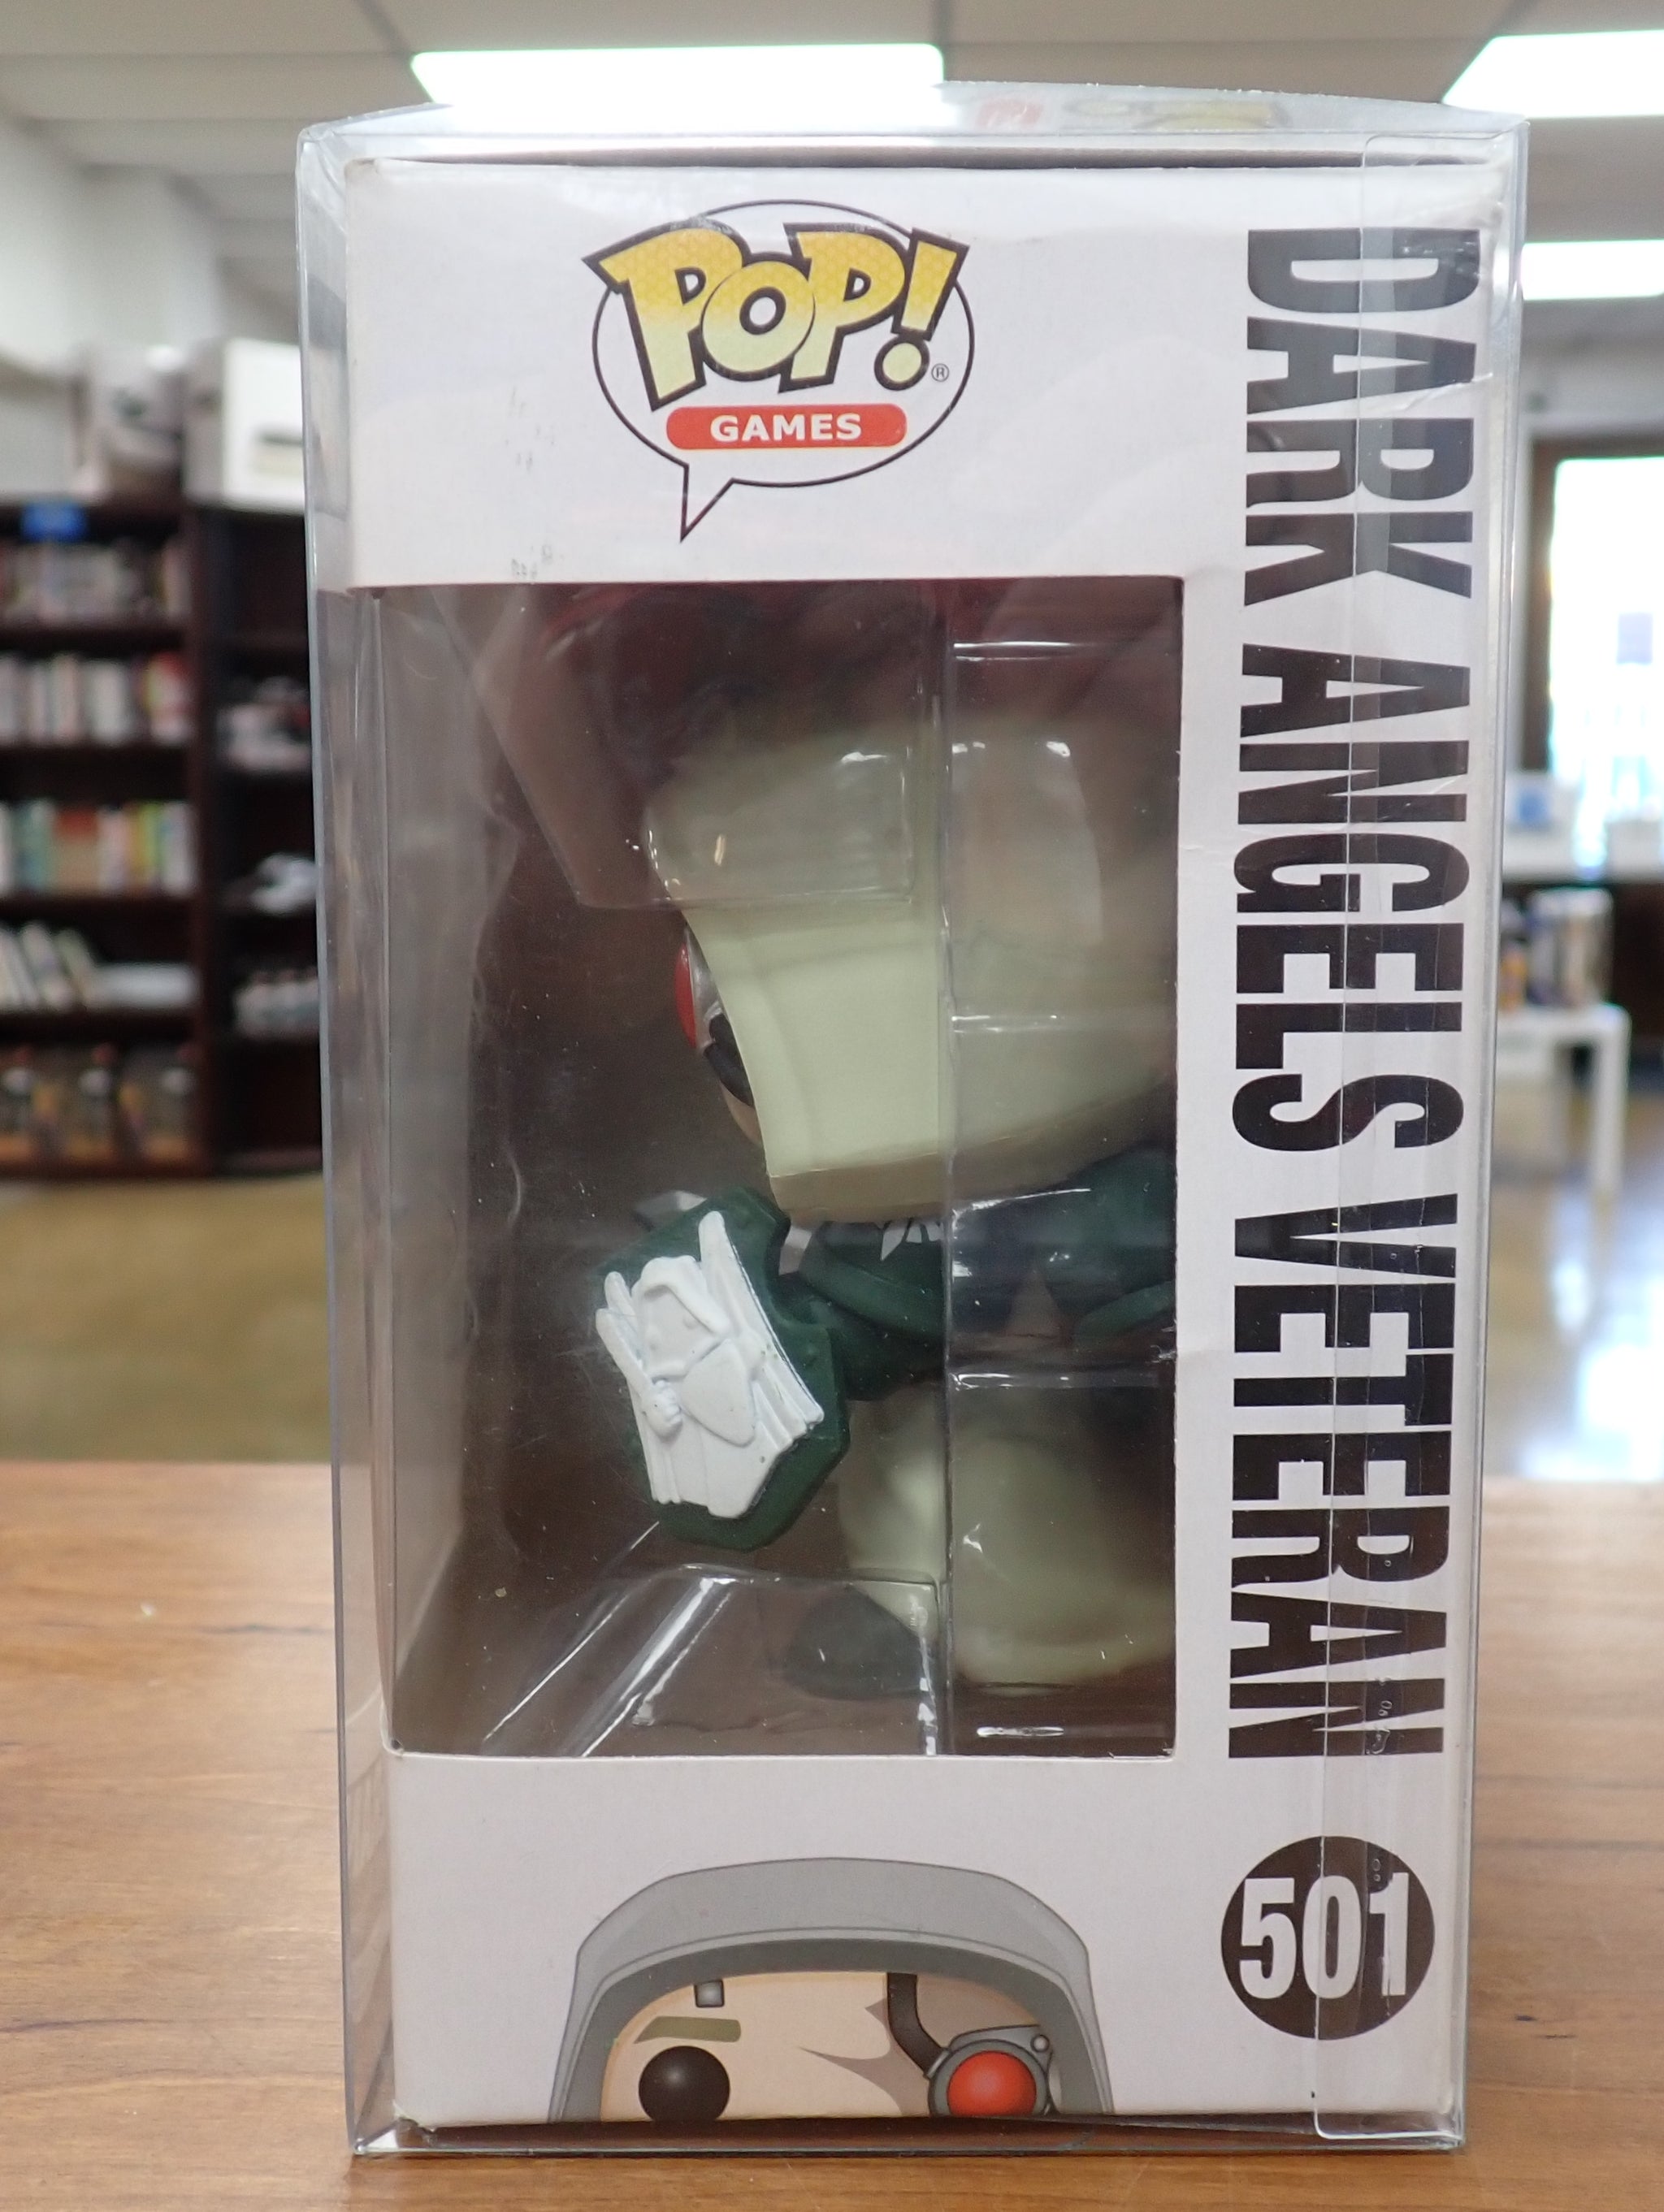 POP!
®
GAMES
DARK ANGELS VETERAN
501